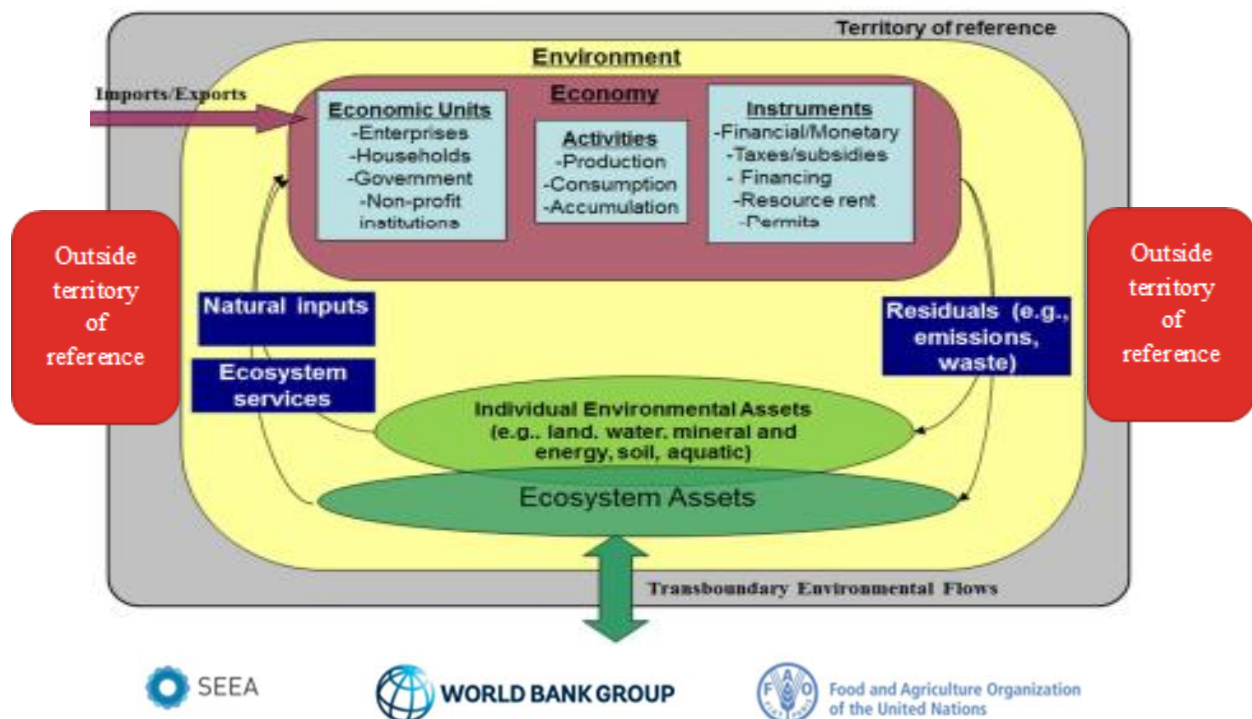 Territory of reference
Environment
Imports/Exports
Economy
Economic Units
-Enterprises
-Households
-Government
-Non-profit
institutions
Activities
-Production
-Consumption
-Accumulation
Instruments
-Financial/Monetary
-Taxes/subsidies
- Financing
-Resource rent
-Permits
Outside
territory
of
reference
Natural Inputs
Ecosystem
services
Residuals (e.g.,
emissions,
waste)
Outside
territory
of
reference
Individual Environmental Assets
(e.g., land, water, mineral and
energy, soil, aquatic)
Ecosystem Assets
Transboundary Environmental Flows
SEEA
WORLD BANK GROUP
FAO
FIAT PANIS
Food and Agriculture Organization
of the United Nations